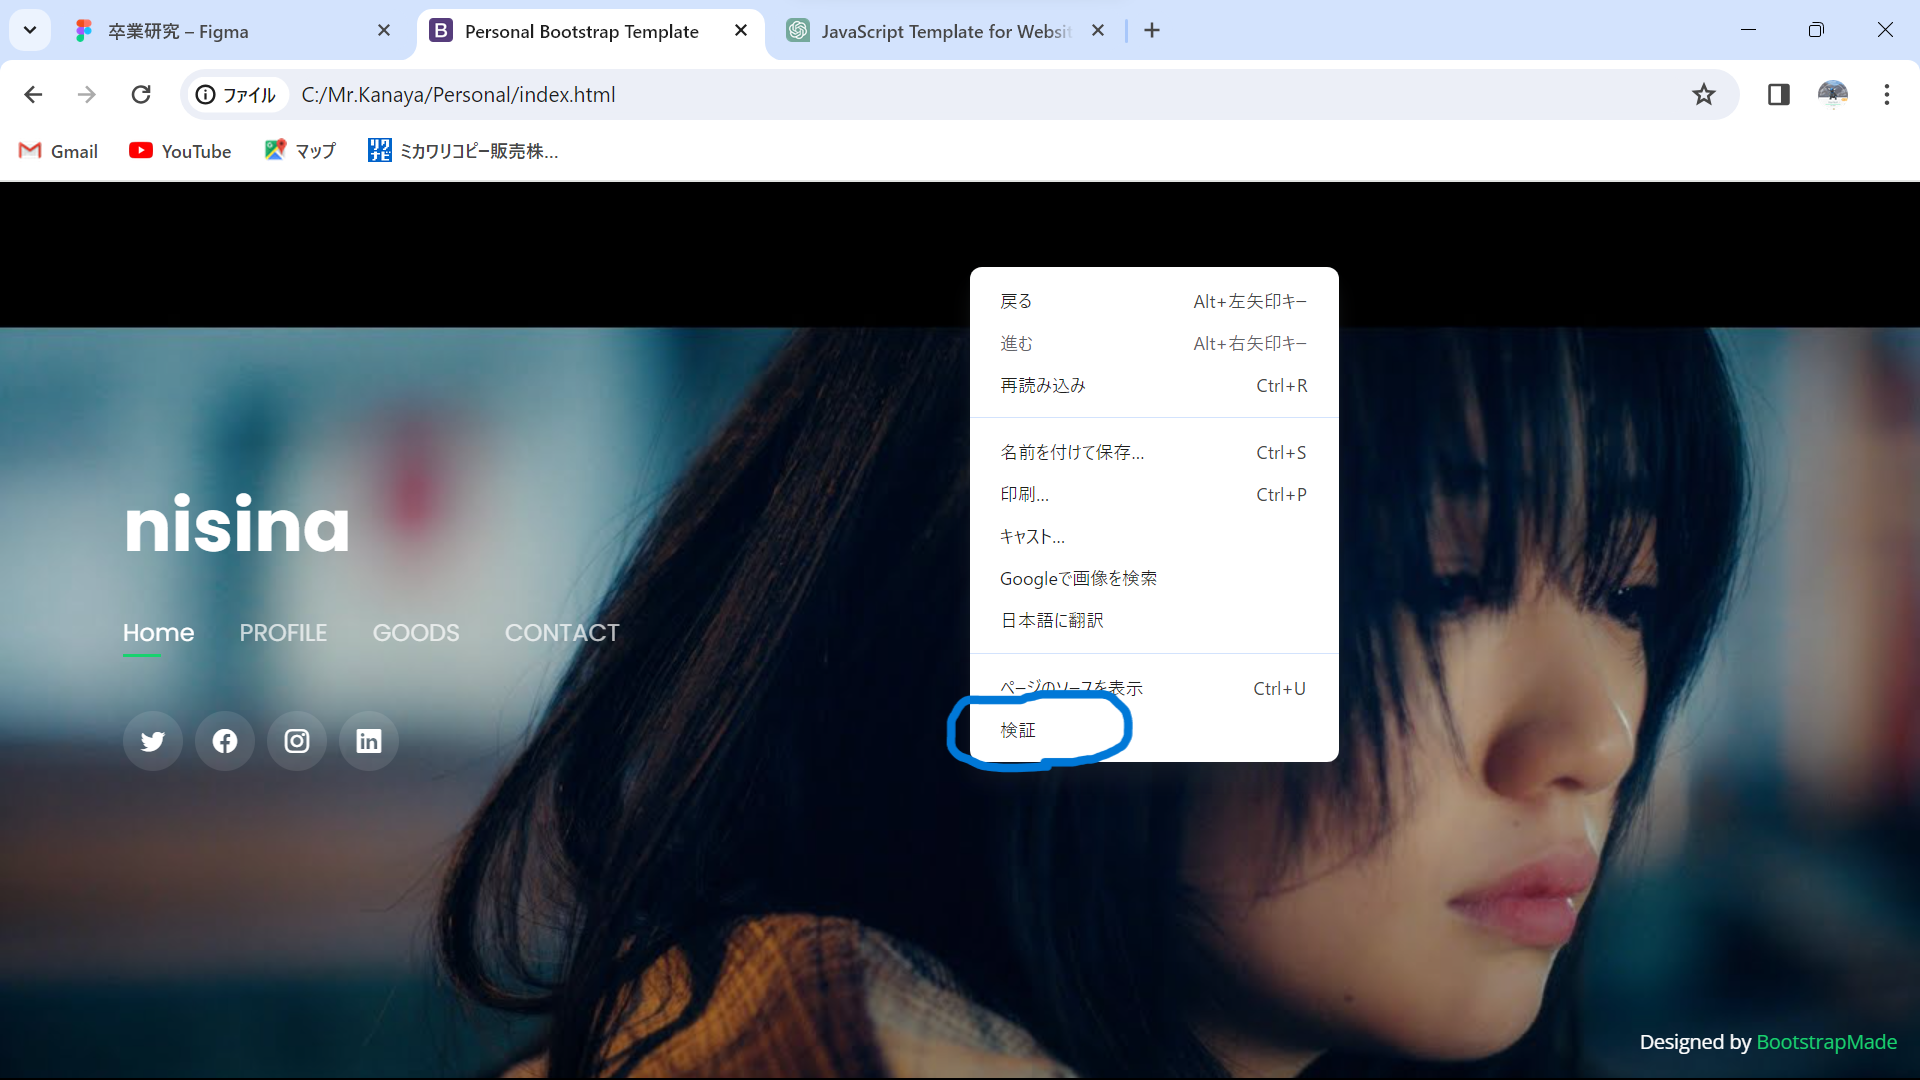 卒業研究 – Figma
Personal Bootstrap Template
JavaScript Template for Websit
ファイル
C:/Mr.Kanaya/Personal/index.html
Gmail
YouTube
マップ
リクナビ
ミカワリコピー販売株...
戻る Alt+左矢印キー
進む Alt+右矢印キー
再読み込み Ctrl+R
名前を付けて保存... Ctrl+S
印刷... Ctrl+P
キャスト...
Googleで画像を検索
日本語に翻訳
ページのソースを表示 Ctrl+U
検証
nisina
Home PROFILE GOODS CONTACT
Designed by BootstrapMade